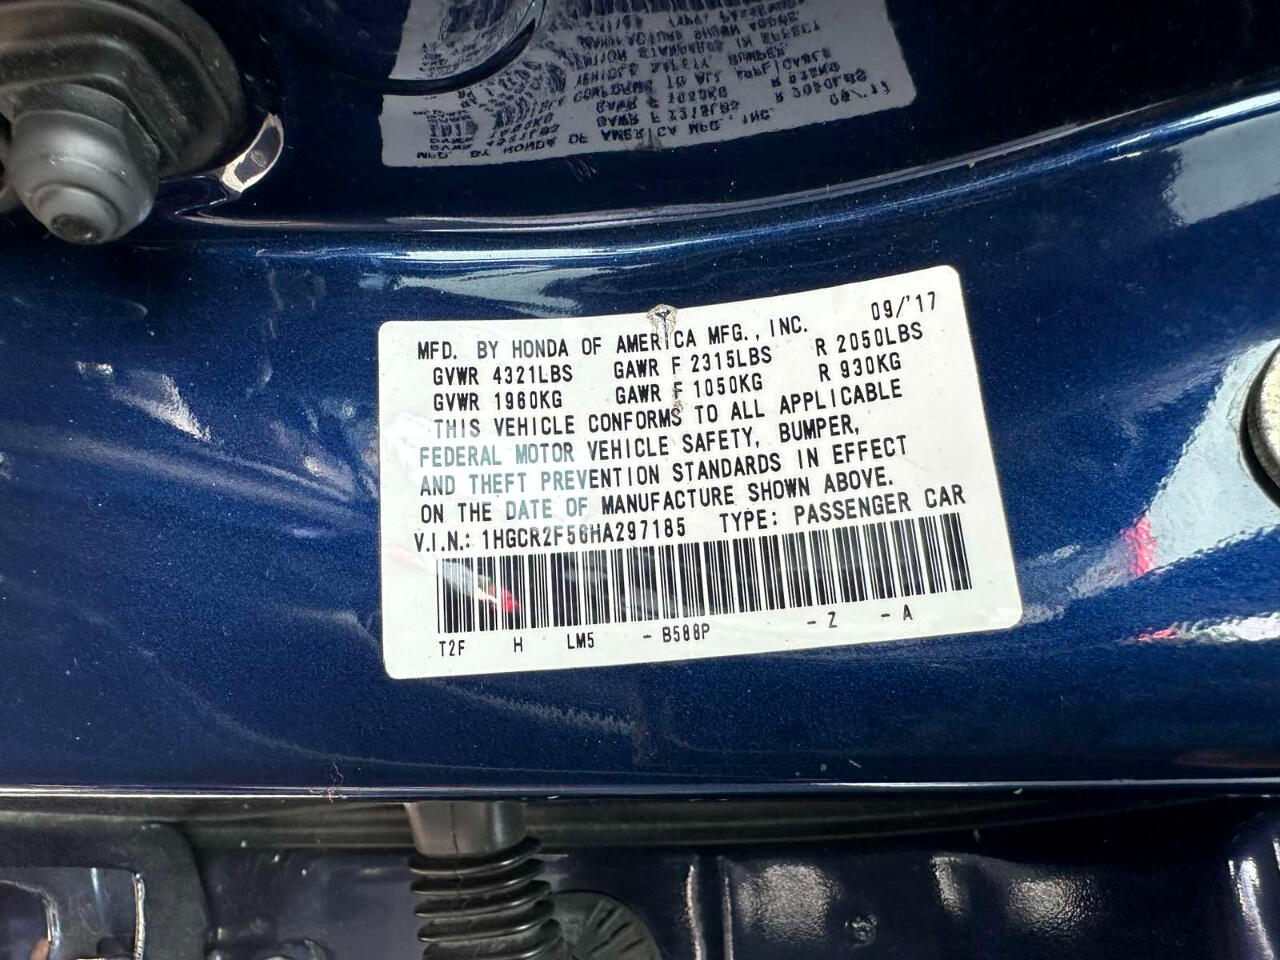 MFD. BY HONDA OF AMERICA MFG., INC. 09/'17
GVWR 4321LBS GAWR F 2315LBS R 2050LBS
GVWR 1960KG GAWR F 1050KG R 930KG
THIS VEHICLE CONFORMS TO ALL APPLICABLE
FEDERAL MOTOR VEHICLE SAFETY, BUMPER,
AND THEFT PREVENTION STANDARDS IN EFFECT
ON THE DATE OF MANUFACTURE SHOWN ABOVE.
V.I.N.: 1HGCR2F56HA297185 TYPE: PASSENGER CAR
T2F H LM5 - B588P - Z - A